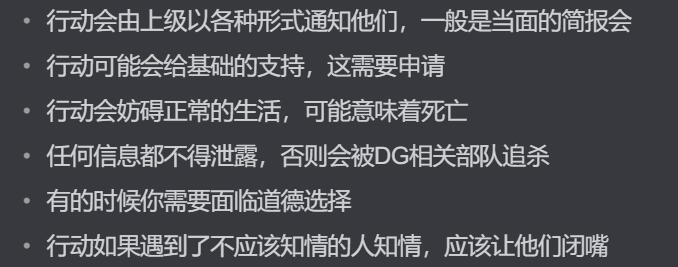 • 行动会由上级以各种形式通知他们，一般是当面的简报会
• 行动可能会给基础的支持，这需要申请
• 行动会妨碍正常的生活，可能意味着死亡
• 任何信息都不得泄露，否则会被DG相关部队追杀
• 有的时候你需要面临道德选择
• 行动如果遇到了不应该知情的人知情，应该让他们闭嘴